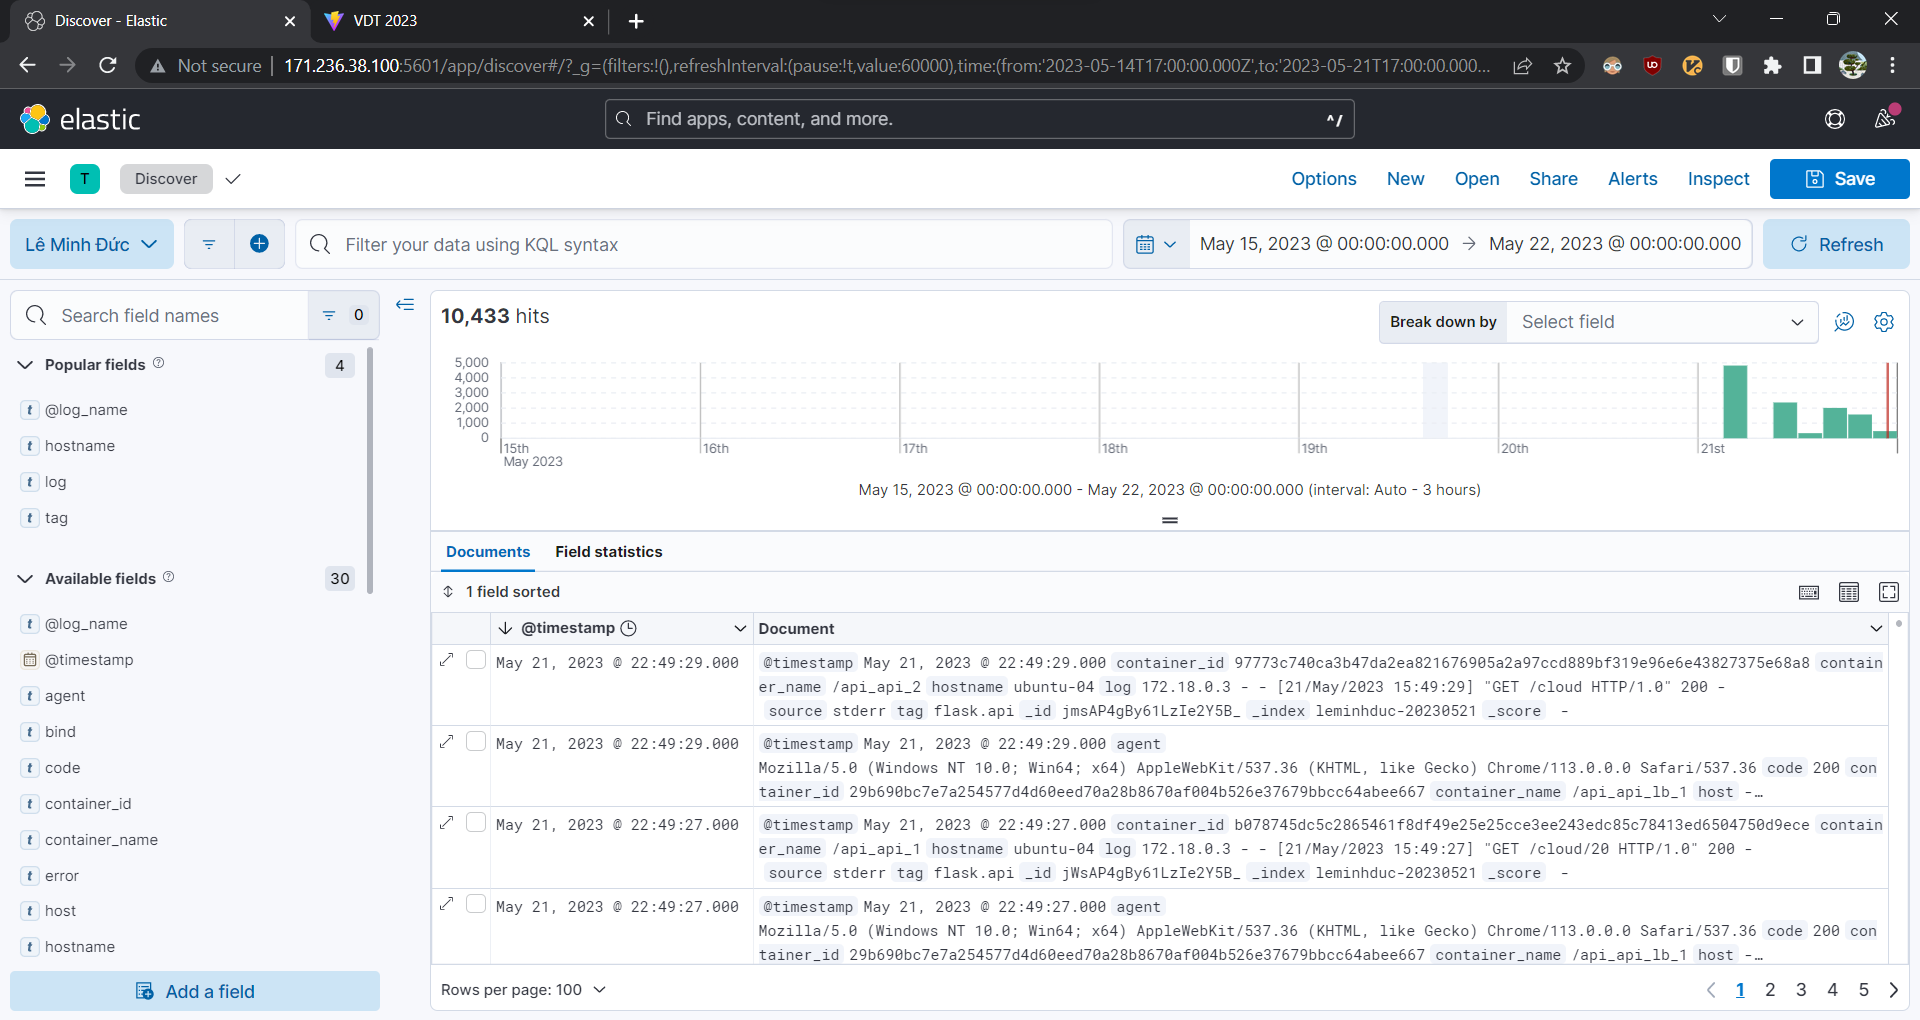 Discover - Elastic
VDT 2023
Not secure
171.236.38.100:5601/app/discover#/?_g=(filters:!(),refreshInterval:(pause:!t,value:60000),time:(from:'2023-05-14T17:00:00.000Z',to:'2023-05-21T17:00:00.000...
elastic
Find apps, content, and more.
^/
T
Discover
Options
New
Open
Share
Alerts
Inspect
Save
Lê Minh Đức
Filter your data using KQL syntax
May 15, 2023 @ 00:00:00.000 → May 22, 2023 @ 00:00:00.000
Refresh
Search field names
0
Popular fields
4
@log_name
hostname
log
tag
Available fields
30
@log_name
@timestamp
agent
bind
code
container_id
container_name
error
host
hostname
Add a field
10,433 hits
Break down by
Select field
5,000
4,000
3,000
2,000
1,000
0
15th
May 2023
16th
17th
18th
19th
20th
21st
May 15, 2023 @ 00:00:00.000 - May 22, 2023 @ 00:00:00.000 (interval: Auto - 3 hours)
Documents
Field statistics
1 field sorted
@timestamp
Document
May 21, 2023 @ 22:49:29.000
@timestamp May 21, 2023 @ 22:49:29.000 container_id 97773c740ca3b47da2ea821676905a2a97ccd889bf319e96e6e43827375e68a8 contain
er_name /api_api_2 hostname ubuntu-04 log 172.18.0.3 - - [21/May/2023 15:49:29] "GET /cloud HTTP/1.0" 200 -
source stderr tag flask.api _id jmsAP4gBy61LzIe2Y5B_ _index leminhduc-20230521 _score -
May 21, 2023 @ 22:49:29.000
@timestamp May 21, 2023 @ 22:49:29.000 agent
Mozilla/5.0 (Windows NT 10.0; Win64; x64) AppleWebKit/537.36 (KHTML, like Gecko) Chrome/113.0.0.0 Safari/537.36 code 200 con
tainer_id 29b690bc7e7a254577d4d60eed70a28b8670af004b526e37679bbcc64abee667 container_name /api_api_lb_1 host -…
May 21, 2023 @ 22:49:27.000
@timestamp May 21, 2023 @ 22:49:27.000 container_id b078745dc5c2865461f8df49e25e25cce3ee243edc85c78413ed6504750d9ece contain
er_name /api_api_1 hostname ubuntu-04 log 172.18.0.3 - - [21/May/2023 15:49:27] "GET /cloud/20 HTTP/1.0" 200 -
source stderr tag flask.api _id jWsAP4gBy61LzIe2Y5B_ _index leminhduc-20230521 _score -
May 21, 2023 @ 22:49:27.000
@timestamp May 21, 2023 @ 22:49:27.000 agent
Mozilla/5.0 (Windows NT 10.0; Win64; x64) AppleWebKit/537.36 (KHTML, like Gecko) Chrome/113.0.0.0 Safari/537.36 code 200 con
tainer_id 29b690bc7e7a254577d4d60eed70a28b8670af004b526e37679bbcc64abee667 container_name /api_api_lb_1 host -…
Rows per page: 100
1 2 3 4 5